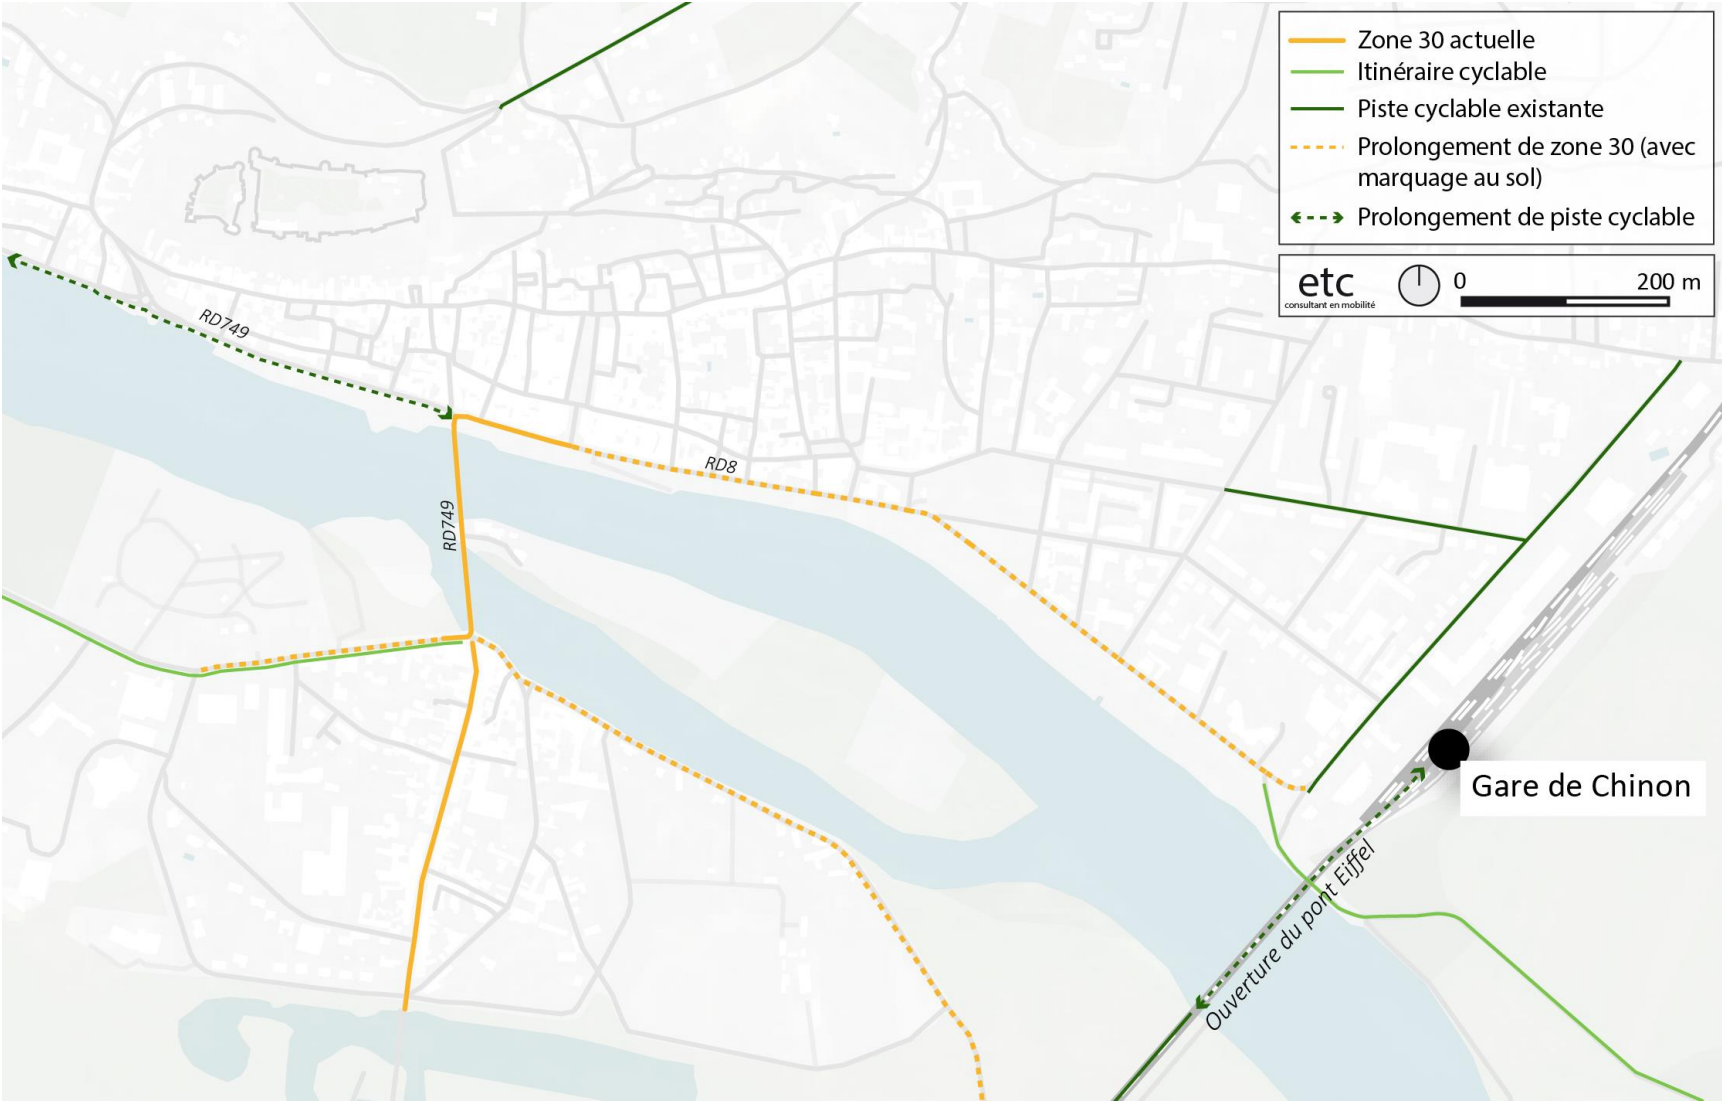 Zone 30 actuelle
Itinéraire cyclable
Piste cyclable existante
Prolongement de zone 30 (avec
marquage au sol)
Prolongement de piste cyclable
etc
consultant en mobilité
0
200 m
RD749
RD8
RD749
Gare de Chinon
Ouverture du pont Eiffel